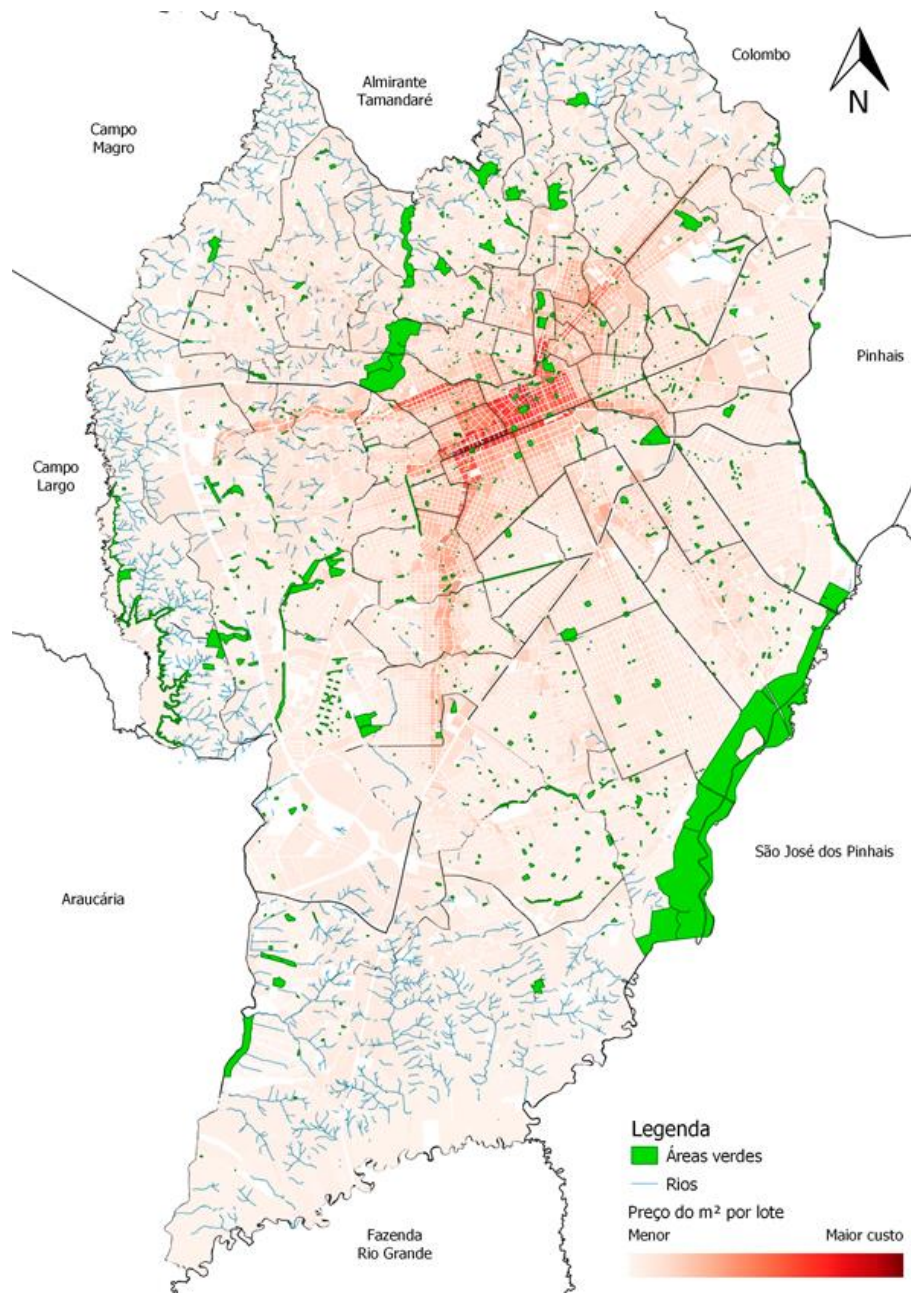 Colombo
Almirante
Tamandaré
N
Campo
Magro
Pinhais
Campo
Largo
São José dos Pinhais
Araucária
Legenda
Áreas verdes
Rios
Preço do m² por lote
Menor Maior custo
Fazenda
Rio Grande